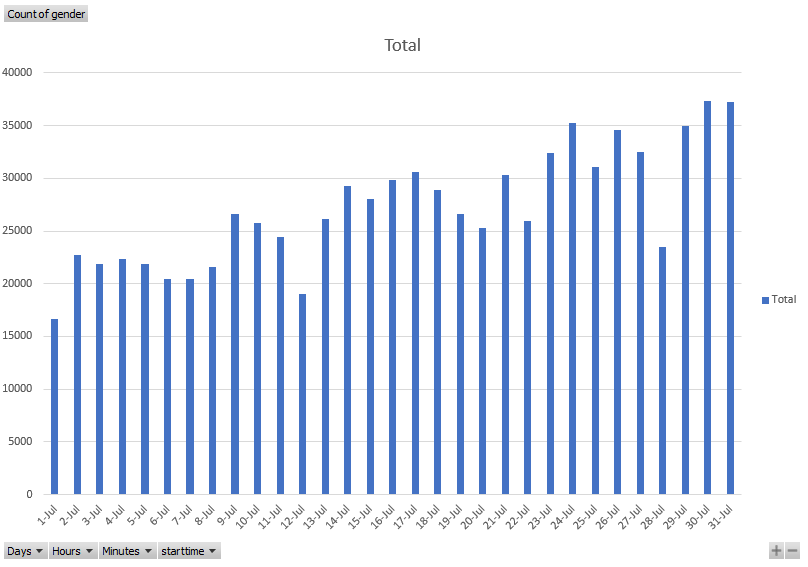 Count of gender
Total
40000
35000
30000
25000
20000
15000
10000
5000
0
Total
1-Jul
2-Jul
3-Jul
4-Jul
5-Jul
6-Jul
7-Jul
8-Jul
9-Jul
10-Jul
11-Jul
12-Jul
13-Jul
14-Jul
15-Jul
16-Jul
17-Jul
18-Jul
19-Jul
20-Jul
21-Jul
22-Jul
23-Jul
24-Jul
25-Jul
26-Jul
27-Jul
28-Jul
29-Jul
30-Jul
31-Jul
Days Hours Minutes starttime